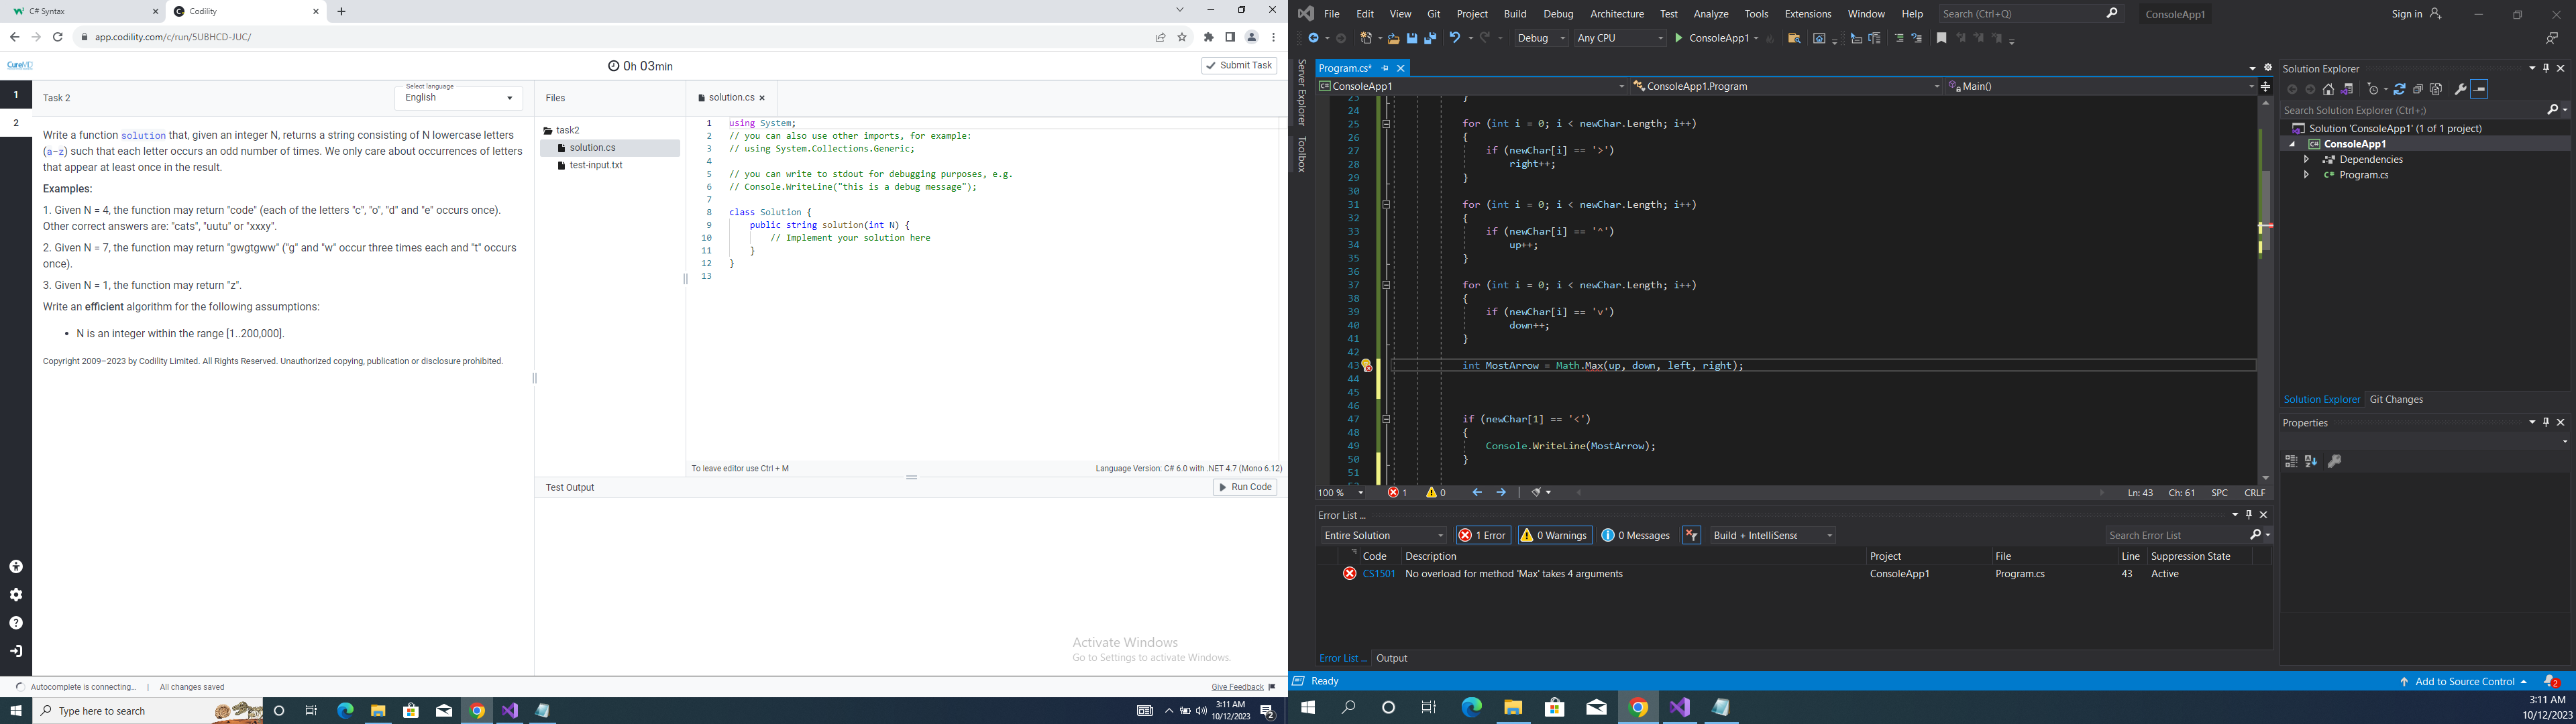 C# Syntax
Codility
app.codility.com/c/run/5UBHCD-JUC/
CureMD
0h 03min
Submit Task
1
2
Task 2
Select language
English
Write a function solution that, given an integer N, returns a string consisting of N lowercase letters
(a-z) such that each letter occurs an odd number of times. We only care about occurrences of letters
that appear at least once in the result.
Examples:
1. Given N = 4, the function may return "code" (each of the letters "c", "o", "d" and "e" occurs once).
Other correct answers are: "cats", "uutu" or "xxxy".
2. Given N = 7, the function may return "gwgtgww" ("g" and "w" occur three times each and "t" occurs
once).
3. Given N = 1, the function may return "z".
Write an efficient algorithm for the following assumptions:
• N is an integer within the range [1..200,000].
Copyright 2009–2023 by Codility Limited. All Rights Reserved. Unauthorized copying, publication or disclosure prohibited.
Files
task2
solution.cs
test-input.txt
solution.cs
1 using System;
2 // you can also use other imports, for example:
3 // using System.Collections.Generic;
4
5 // you can write to stdout for debugging purposes, e.g.
6 // Console.WriteLine("this is a debug message");
7
8 class Solution {
9 public string solution(int N) {
10 // Implement your solution here
11 }
12 }
13
To leave editor use Ctrl + M
Language Version: C# 6.0 with .NET 4.7 (Mono 6.12)
Test Output
Run Code
Activate Windows
Go to Settings to activate Windows.
Autocomplete is connecting... | All changes saved
Give Feedback
Type here to search
3:11 AM
10/12/2023
2
File Edit View Git Project Build Debug Architecture Test Analyze Tools Extensions Window Help
Search (Ctrl+Q)
ConsoleApp1
Sign in
Debug
Any CPU
ConsoleApp1
Server Explorer
Toolbox
Program.cs*
ConsoleApp1
ConsoleApp1.Program
Main()
23 }
24
25 for (int i = 0; i < newChar.Length; i++)
26 {
27 if (newChar[i] == '>')
28 right++;
29 }
30
31 for (int i = 0; i < newChar.Length; i++)
32 {
33 if (newChar[i] == '^')
34 up++;
35 }
36
37 for (int i = 0; i < newChar.Length; i++)
38 {
39 if (newChar[i] == 'v')
40 down++;
41 }
42
43 int MostArrow = Math.Max(up, down, left, right);
44
45
46
47 if (newChar[1] == '<')
48 {
49 Console.WriteLine(MostArrow);
50 }
51
100 %
1
0
Ln: 43 Ch: 61 SPC CRLF
Error List ...
Entire Solution
1 Error
0 Warnings
0 Messages
Build + IntelliSense
Search Error List
Code Description Project File Line Suppression State
CS1501 No overload for method 'Max' takes 4 arguments ConsoleApp1 Program.cs 43 Active
Error List ... Output
Solution Explorer
Search Solution Explorer (Ctrl+;)
Solution 'ConsoleApp1' (1 of 1 project)
ConsoleApp1
Dependencies
Program.cs
Solution Explorer Git Changes
Properties
Ready
Add to Source Control
2
3:11 AM
10/12/2023